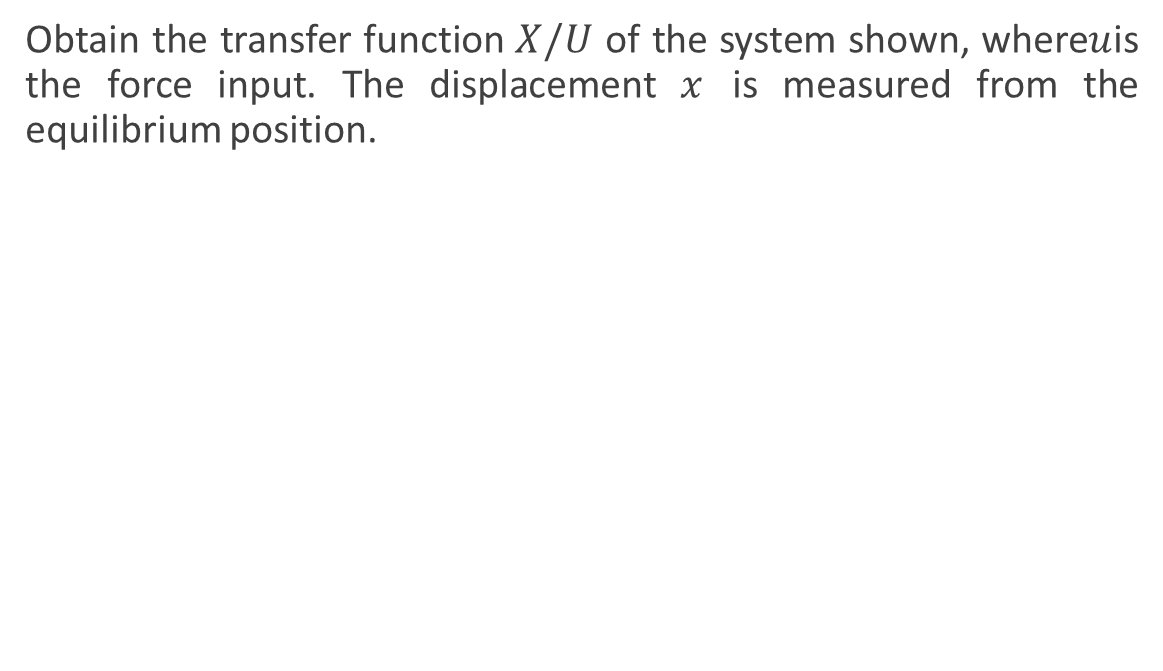 Obtain the transfer function X/U of the system shown, whereuis
the force input. The displacement x is measured from the
equilibrium position.